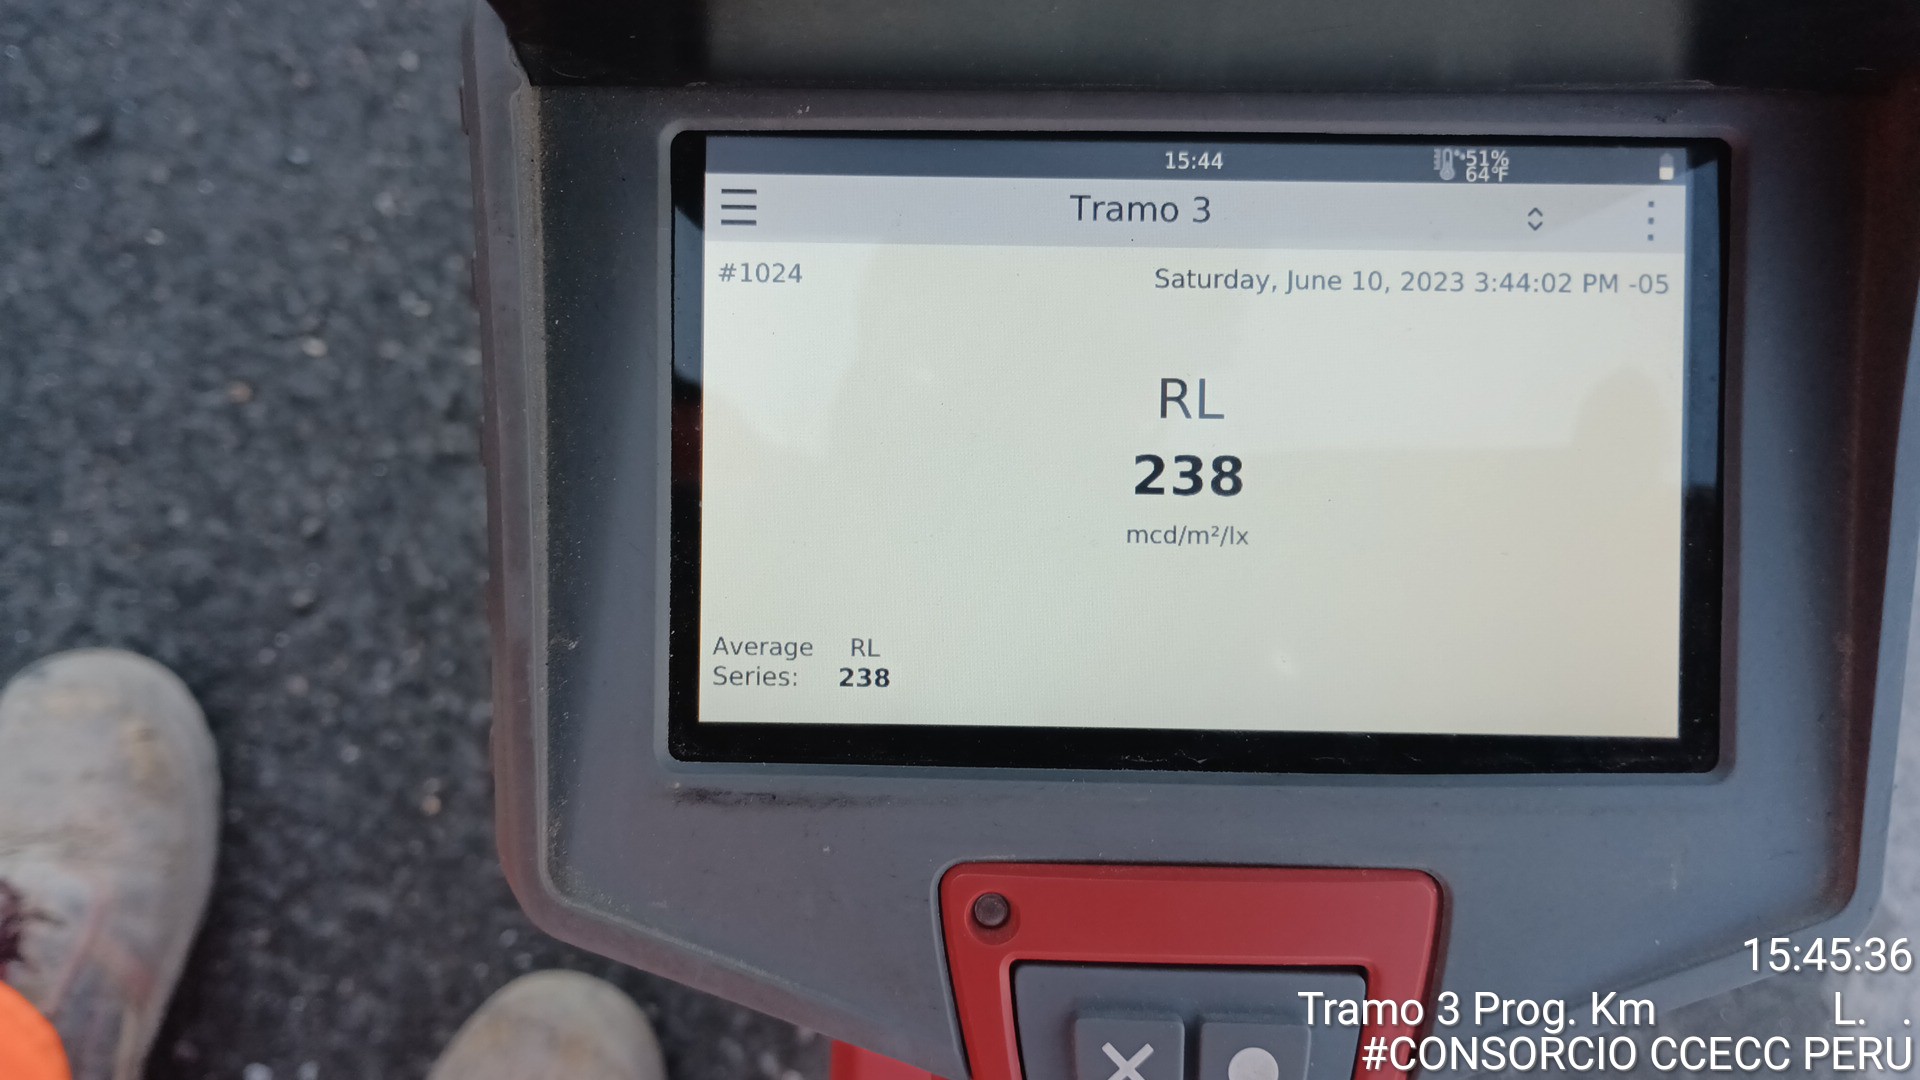 15:44
51%
64°F
Tramo 3
#1024
Saturday, June 10, 2023 3:44:02 PM -05
RL
238
mcd/m²/lx
Average RL
Series: 238
15:45:36
Tramo 3 Prog. Km L. .
#CONSORCIO CCECC PERU